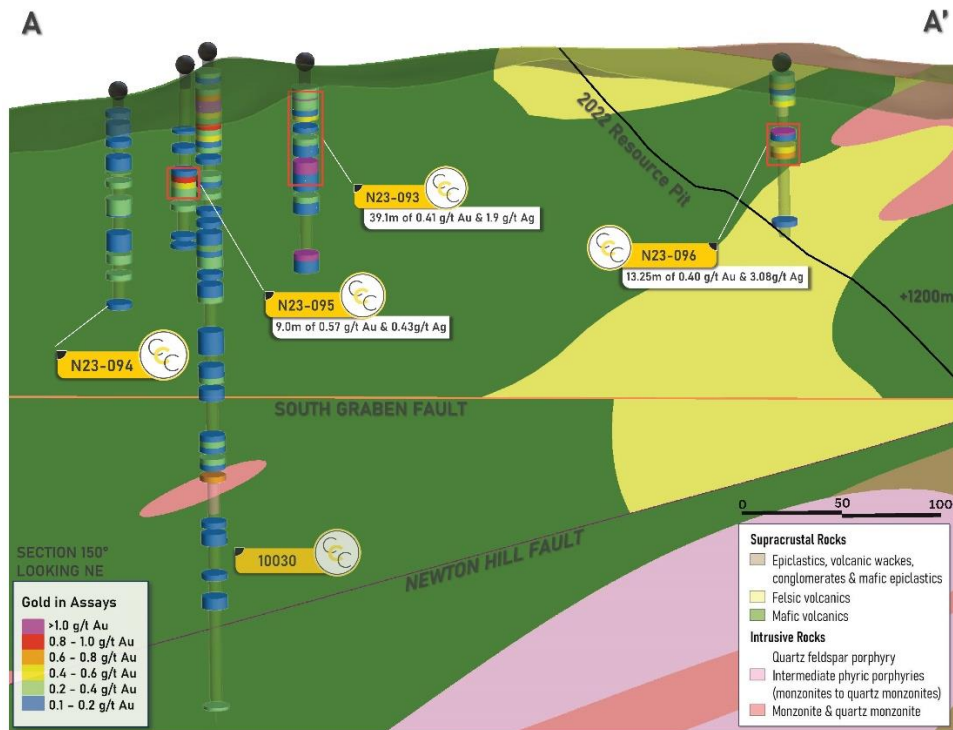 A
A'
2022 Resource Pit
N23-093
39.1m of 0.41 g/t Au & 1.9 g/t Ag
N23-096
13.25m of 0.40 g/t Au & 3.08g/t Ag
+1200m
N23-095
9.0m of 0.57 g/t Au & 0.43g/t Ag
N23-094
SOUTH GRABEN FAULT
NEWTON HILL FAULT
10030
SECTION 150°
LOOKING NE
Gold in Assays
>1.0 g/t Au
0.8 - 1.0 g/t Au
0.6 - 0.8 g/t Au
0.4 - 0.6 g/t Au
0.2 - 0.4 g/t Au
0.1 - 0.2 g/t Au
0 50 100
Supracrustal Rocks
Epiclastics, volcanic wackes,
conglomerates & mafic epiclastics
Felsic volcanics
Mafic volcanics
Intrusive Rocks
Quartz feldspar porphyry
Intermediate phyric porphyries
(monzonites to quartz monzonites)
Monzonite & quartz monzonite
CCC
CCC
CCC
CCC
CCC